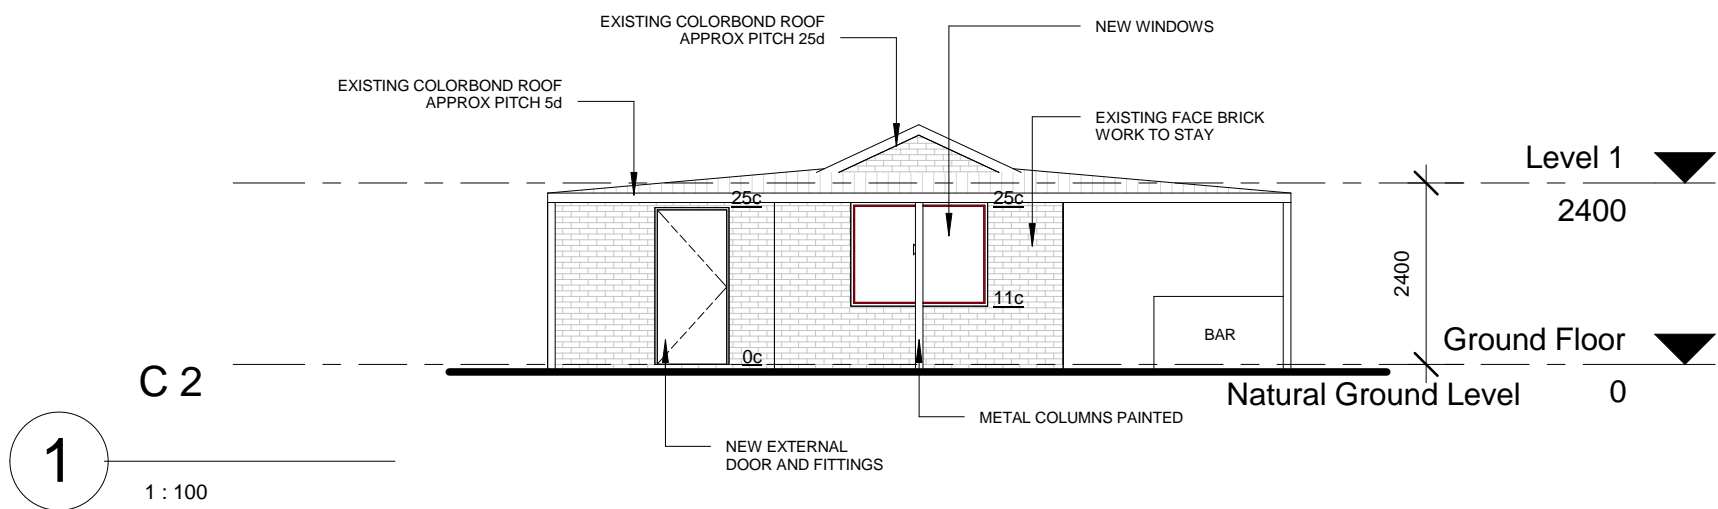 EXISTING COLORBOND ROOF
APPROX PITCH 25d
NEW WINDOWS
EXISTING COLORBOND ROOF
APPROX PITCH 5d
EXISTING FACE BRICK
WORK TO STAY
Level 1
2400
25c
25c
2400
11c
BAR
Ground Floor
0c
C 2
Natural Ground Level
0
METAL COLUMNS PAINTED
NEW EXTERNAL
DOOR AND FITTINGS
1
1 : 100